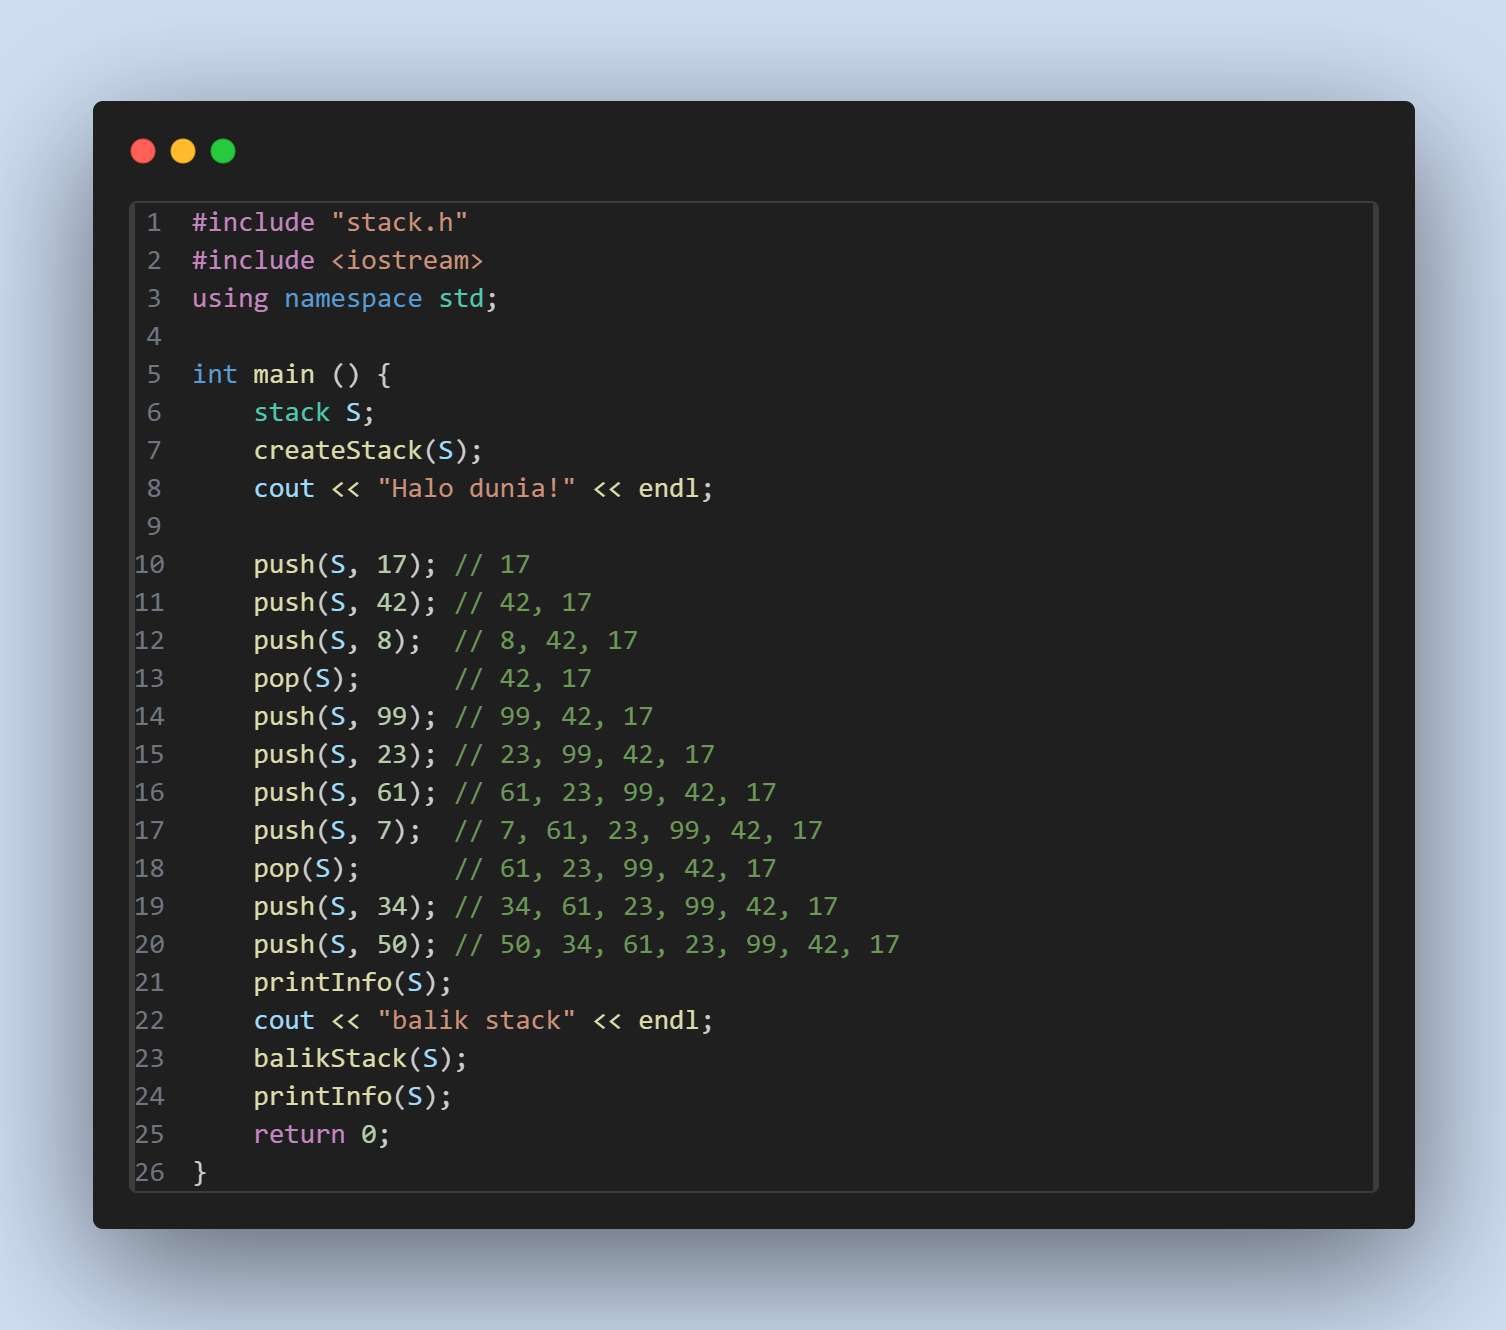 1 #include "stack.h"
2 #include <iostream>
3 using namespace std;
4
5 int main () {
6     stack S;
7     createStack(S);
8     cout << "Halo dunia!" << endl;
9
10     push(S, 17); // 17
11     push(S, 42); // 42, 17
12     push(S, 8);  // 8, 42, 17
13     pop(S);      // 42, 17
14     push(S, 99); // 99, 42, 17
15     push(S, 23); // 23, 99, 42, 17
16     push(S, 61); // 61, 23, 99, 42, 17
17     push(S, 7);  // 7, 61, 23, 99, 42, 17
18     pop(S);      // 61, 23, 99, 42, 17
19     push(S, 34); // 34, 61, 23, 99, 42, 17
20     push(S, 50); // 50, 34, 61, 23, 99, 42, 17
21     printInfo(S);
22     cout << "balik stack" << endl;
23     balikStack(S);
24     printInfo(S);
25     return 0;
26 }